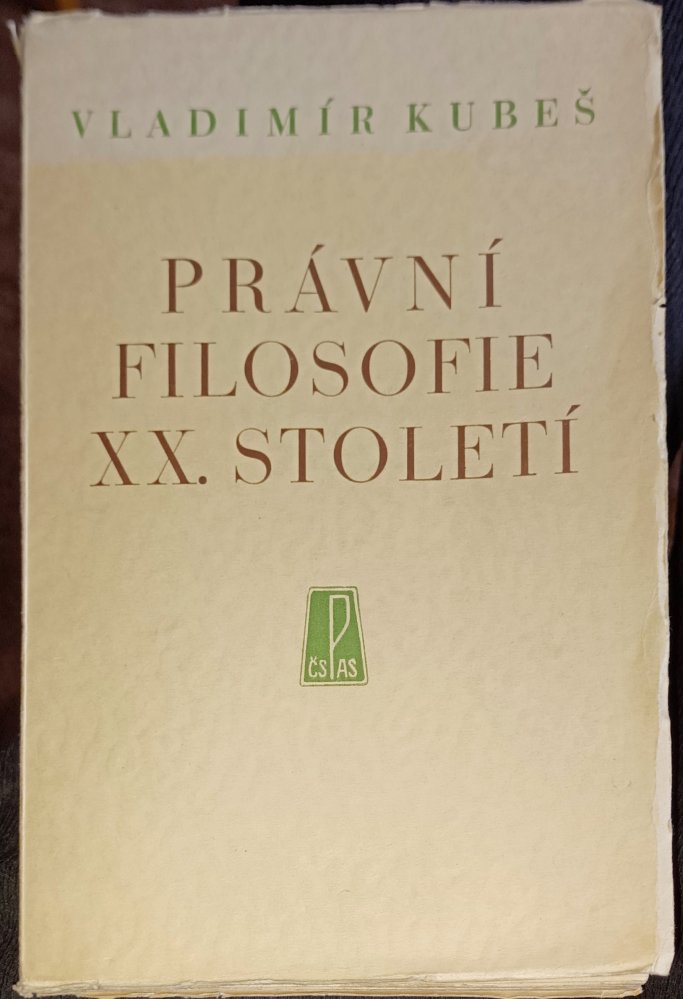 VLADIMÍR KUBEŠ
PRÁVNÍ
FILOSOFIE
XX. STOLETÍ
P
ČS AS